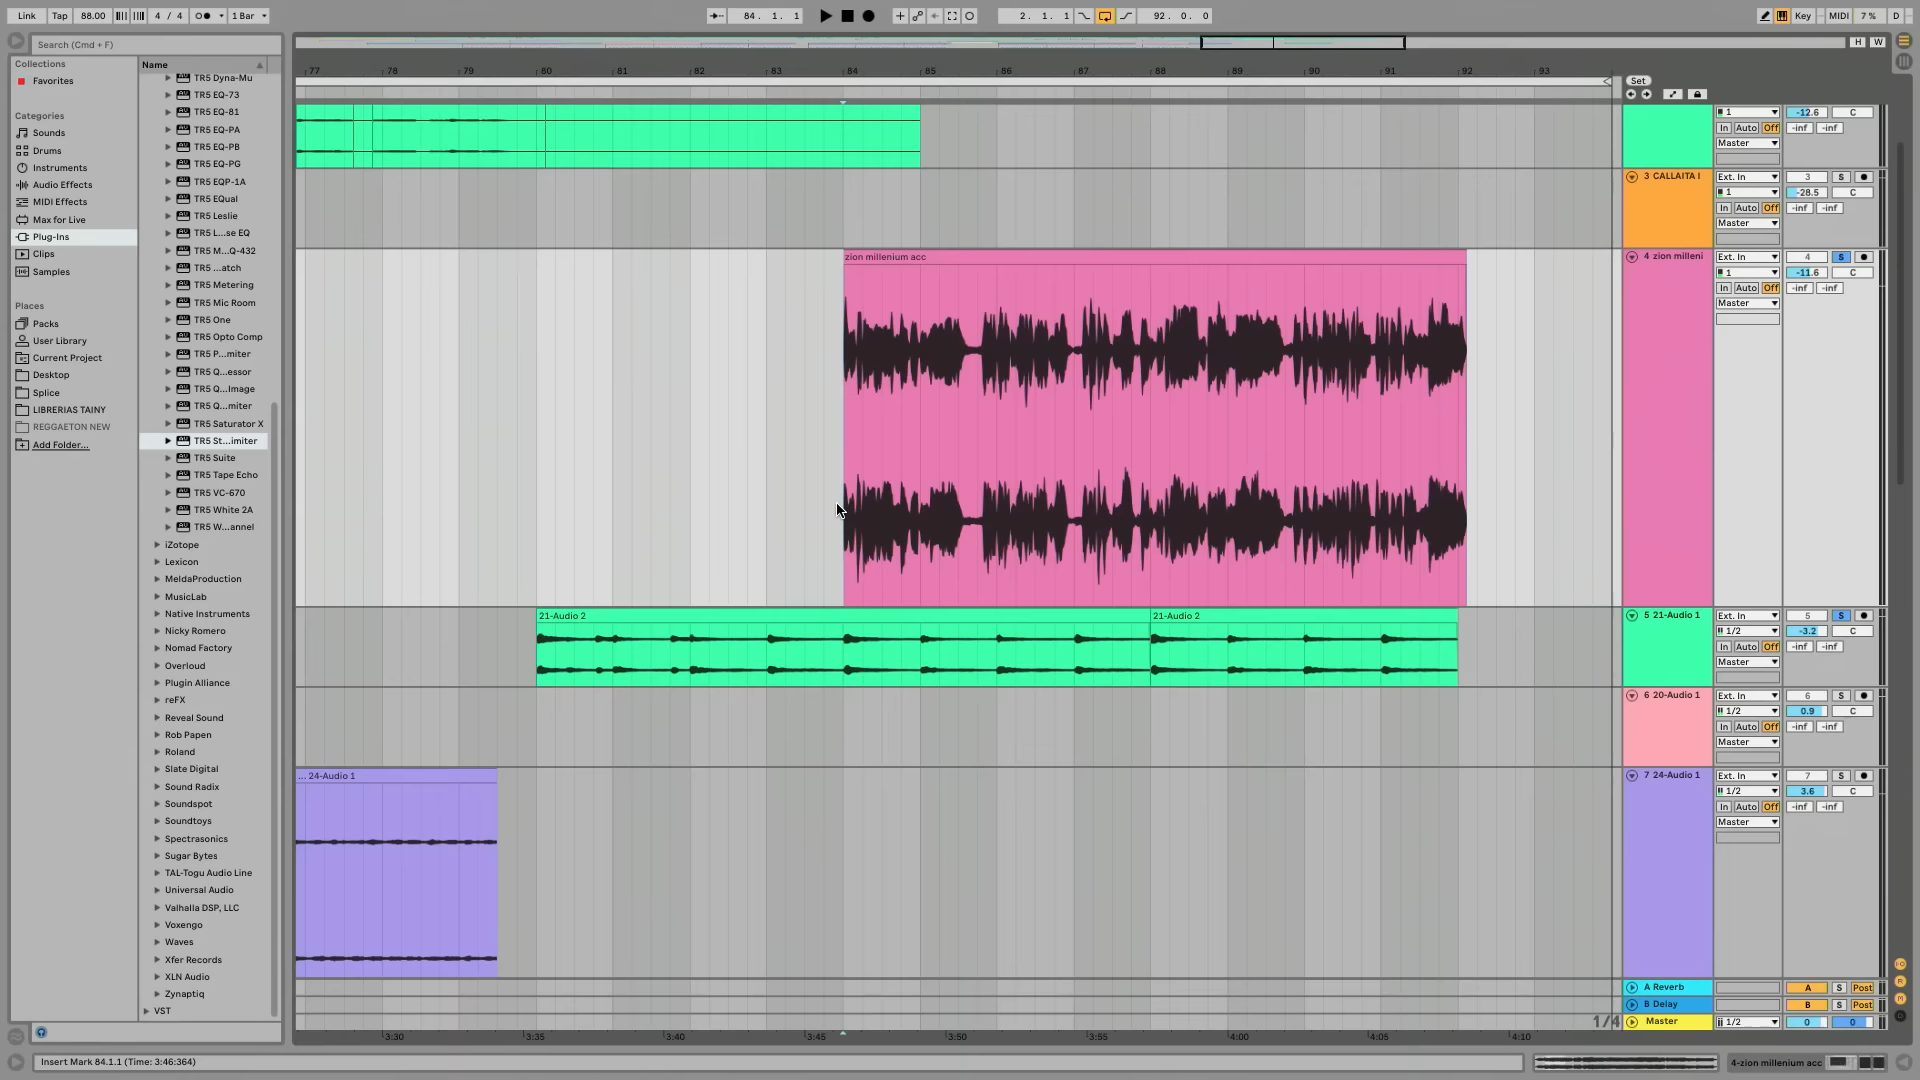 Link Tap 88.00 4 / 4 1 Bar 84. 1. 1 2. 1. 1 92. 0. 0 Key MIDI 7 % D
Search (Cmd + F)
H W
Collections
Favorites
Categories
Sounds
Drums
Instruments
Audio Effects
MIDI Effects
Max for Live
Plug-Ins
Clips
Samples
Places
Packs
User Library
Current Project
Desktop
Splice
LIBRERIAS TAINY
REGGAETON NEW
Add Folder...
Name
TR5 Dyna-Mu
TR5 EQ-73
TR5 EQ-81
TR5 EQ-PA
TR5 EQ-PB
TR5 EQ-PG
TR5 EQP-1A
TR5 EQual
TR5 Leslie
TR5 L...se EQ
TR5 M...Q-432
TR5 ...atch
TR5 Metering
TR5 Mic Room
TR5 One
TR5 Opto Comp
TR5 P...miter
TR5 Q...essor
TR5 Q...Image
TR5 Q...miter
TR5 Saturator X
TR5 St...imiter
TR5 Suite
TR5 Tape Echo
TR5 VC-670
TR5 White 2A
TR5 W...annel
iZotope
Lexicon
MeldaProduction
MusicLab
Native Instruments
Nicky Romero
Nomad Factory
Overloud
Plugin Alliance
reFX
Reveal Sound
Rob Papen
Roland
Slate Digital
Sound Radix
Soundspot
Soundtoys
Spectrasonics
Sugar Bytes
TAL-Togu Audio Line
Universal Audio
Valhalla DSP, LLC
Voxengo
Waves
Xfer Records
XLN Audio
Zynaptiq
VST
77 78 79 80 81 82 83 84 85 86 87 88 89 90 91 92 93
Set
1 -12.6 C
In Auto Off -inf -inf
Master
3 CALLAITA I Ext. In 3 S
1 -28.5 C
In Auto Off -inf -inf
Master
zion millenium acc
4 zion milleni Ext. In 4 S
1 -11.6 C
In Auto Off -inf -inf
Master
21-Audio 2 21-Audio 2
5 21-Audio 1 Ext. In 5 S
1/2 -3.2 C
In Auto Off -inf -inf
Master
6 20-Audio 1 Ext. In 6 S
1/2 0.9 C
In Auto Off -inf -inf
Master
... 24-Audio 1
7 24-Audio 1 Ext. In 7 S
1/2 3.6 C
In Auto Off -inf -inf
Master
A Reverb A S Post
B Delay B S Post
1/4 Master 1/2 0 0
3:30 3:35 3:40 3:45 3:50 3:55 4:00 4:05 4:10
Insert Mark 84.1.1 (Time: 3:46:364)
4-zion millenium acc